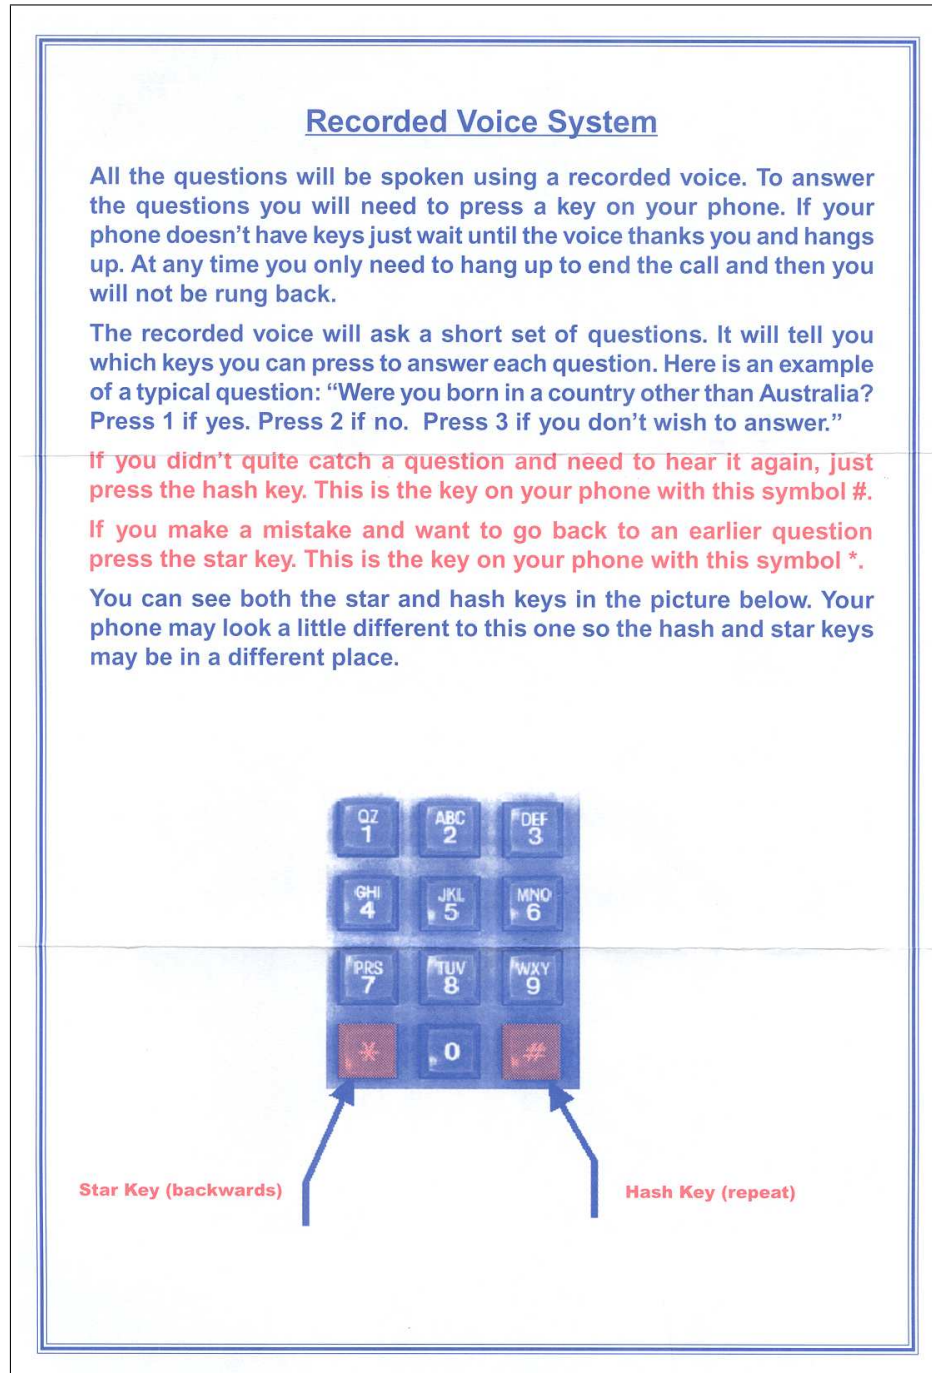 Recorded Voice System
All the questions will be spoken using a recorded voice. To answer
the questions you will need to press a key on your phone. If your
phone doesn't have keys just wait until the voice thanks you and hangs
up. At any time you only need to hang up to end the call and then you
will not be rung back.
The recorded voice will ask a short set of questions. It will tell you
which keys you can press to answer each question. Here is an example
of a typical question: “Were you born in a country other than Australia?
Press 1 if yes. Press 2 if no.  Press 3 if you don't wish to answer.”
If you didn't quite catch a question and need to hear it again, just
press the hash key. This is the key on your phone with this symbol #.
If you make a mistake and want to go back to an earlier question
press the star key. This is the key on your phone with this symbol *.
You can see both the star and hash keys in the picture below. Your
phone may look a little different to this one so the hash and star keys
may be in a different place.
QZ ABC DEF
1 2 3
GHI JKL MNO
4 5 6
PRS TUV WXY
7 8 9
* 0 #
Star Key (backwards)
Hash Key (repeat)